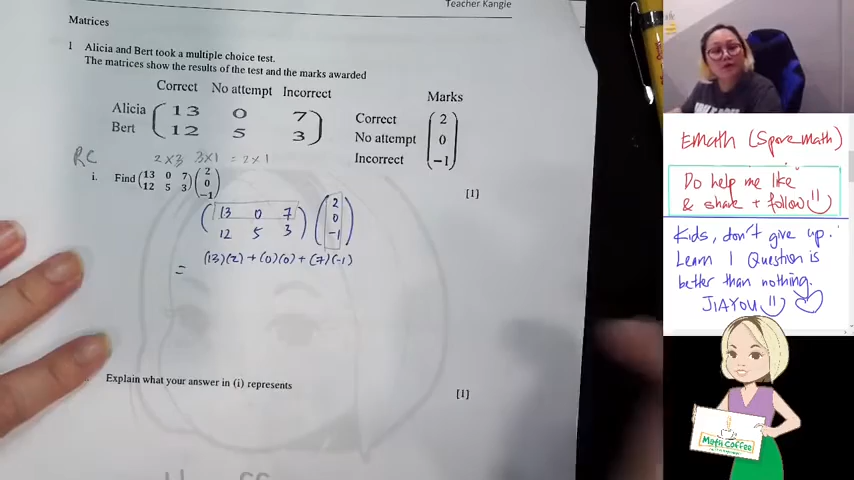 Teacher Kangie
Matrices
1 Alicia and Bert took a multiple choice test.
The matrices show the results of the test and the marks awarded
Correct No attempt Incorrect
Alicia 13 0 7
Bert 12 5 3
Marks
Correct 2
No attempt 0
Incorrect -1
RC 2×3 3×1 = 2×1
i. Find (13 0 7
12 5 3) (2
0
-1)
[1]
(13 0 7
12 5 3) (2
0
-1)
= (13)(2) + (0)(0) + (7)(-1)
Explain what your answer in (i) represents
[1]
EMath (Spore math)
Do help me like
& share + follow
Kids, don't give up.
Learn 1 Question is
better than nothing.
JIAYOU
Math Coffee